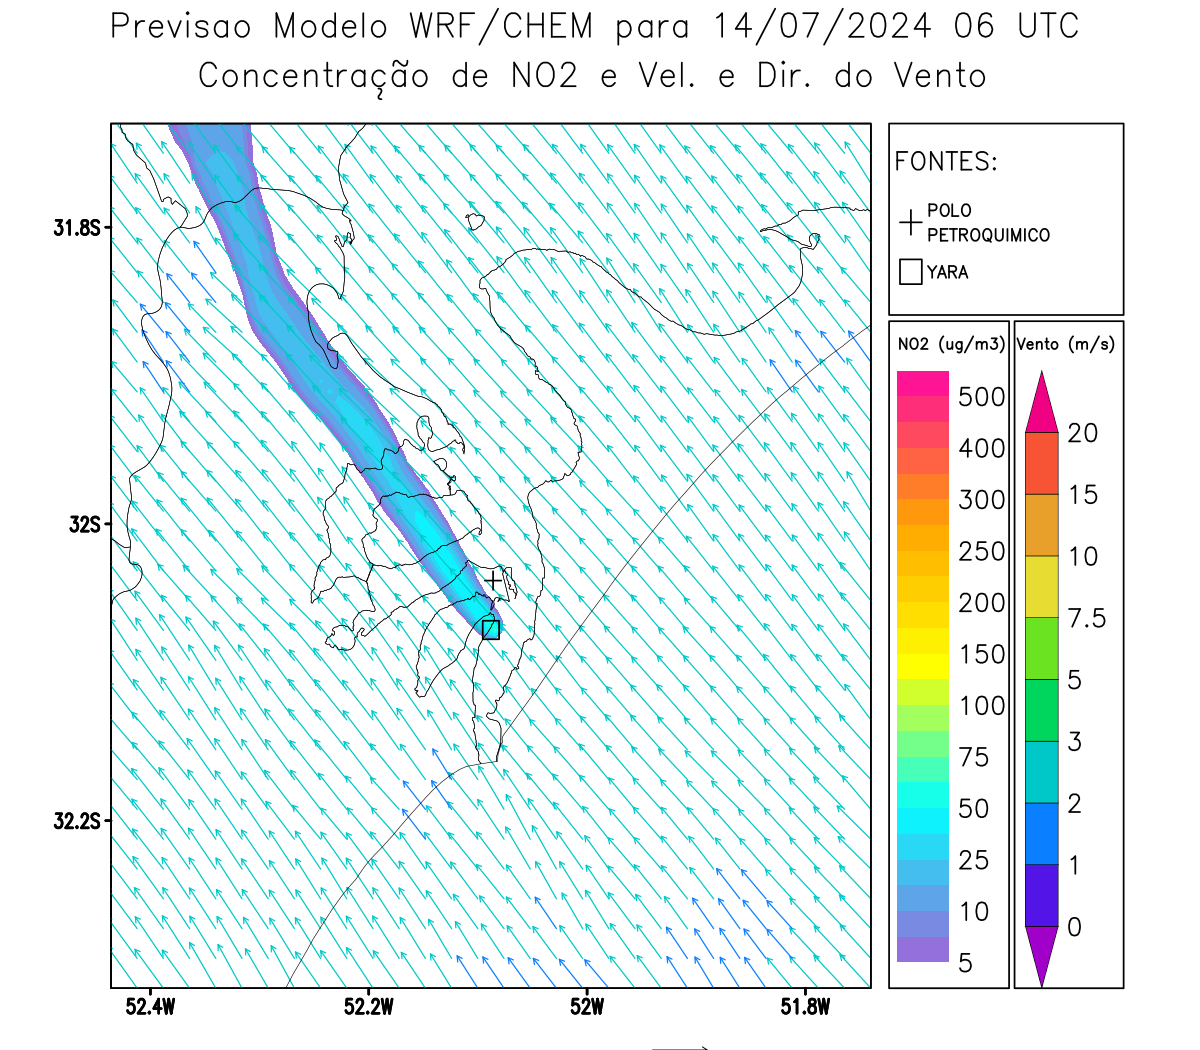 Previsao Modelo WRF/CHEM para 14/07/2024 06 UTC
Concentração de NO2 e Vel. e Dir. do Vento
FONTES:
POLO
PETROQUIMICO
YARA
31.8S
32S
32.2S
52.4W
52.2W
52W
51.8W
NO2 (ug/m3)
500
400
300
250
200
150
100
75
50
25
10
5
Vento (m/s)
20
15
10
7.5
5
3
2
1
0